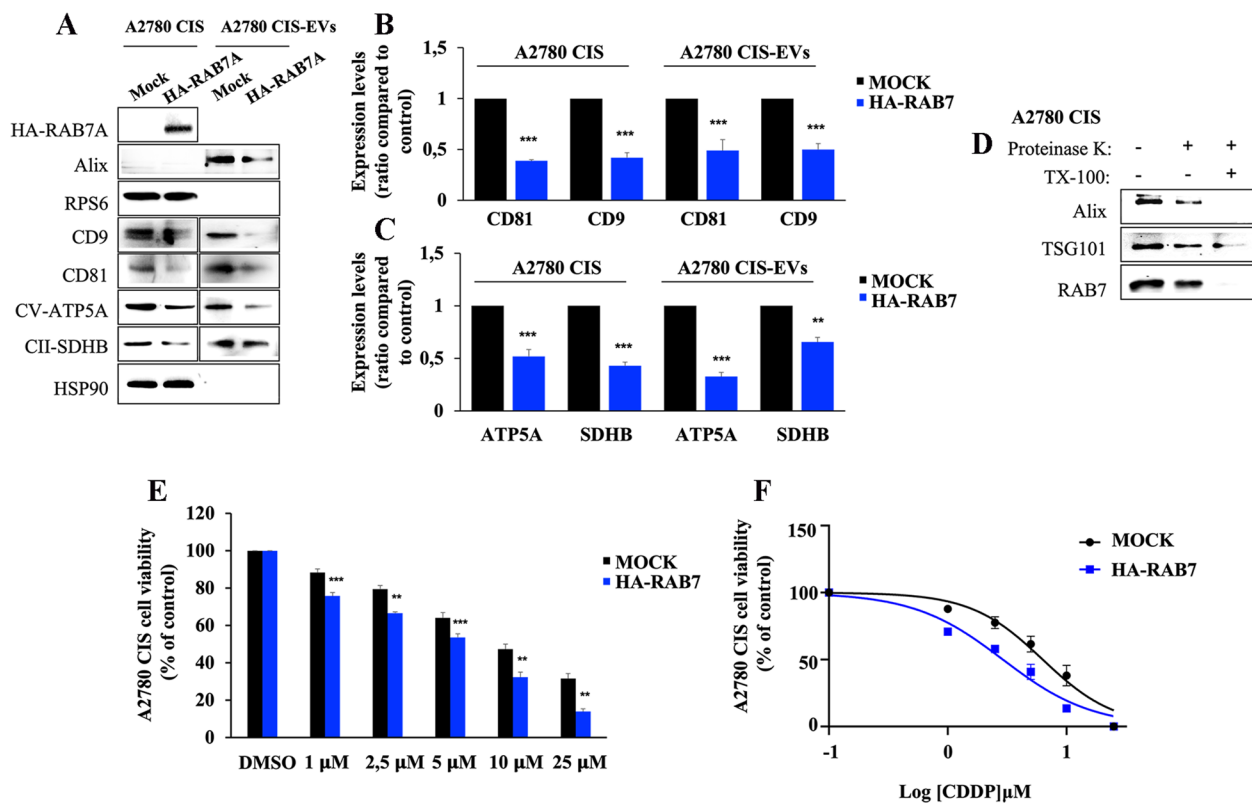 A
A2780 CIS A2780 CIS-EVs
Mock HA-RAB7A Mock HA-RAB7A
HA-RAB7A
Alix
RPS6
CD9
CD81
CV-ATP5A
CII-SDHB
HSP90
B
Expression levels
(ratio compared to
control)
1,5
1
0,5
0
A2780 CIS A2780 CIS-EVs
*** *** *** ***
CD81 CD9 CD81 CD9
MOCK
HA-RAB7
C
Expression levels
(ratio compared
to control)
1,5
1
0,5
0
A2780 CIS A2780 CIS-EVs
*** *** *** **
ATP5A SDHB ATP5A SDHB
MOCK
HA-RAB7
D
A2780 CIS
Proteinase K: - + +
TX-100: - +
Alix
TSG101
RAB7
E
A2780 CIS cell viability
(% of control)
120
100
80
60
40
20
0
*** ** *** ** **
DMSO 1 µM 2,5 µM 5 µM 10 µM 25 µM
MOCK
HA-RAB7
F
A2780 CIS cell viability
(% of control)
150
100
50
0
-1 0 1
Log [CDDP]µM
MOCK
HA-RAB7